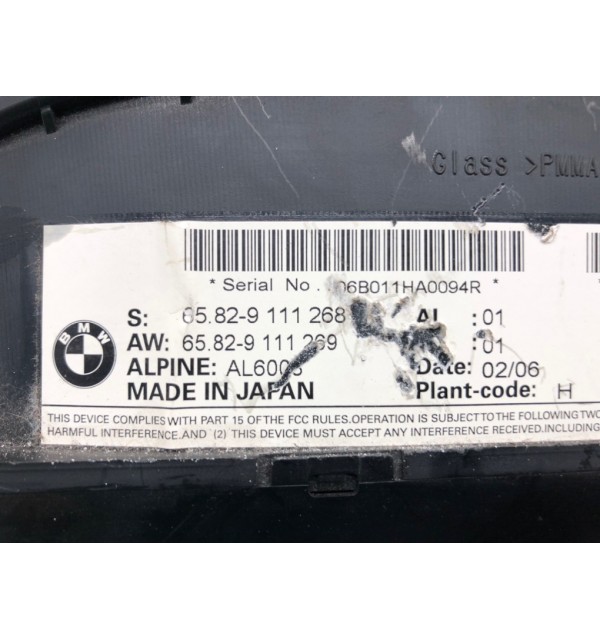 Glass >PMMA
* Serial No. 06B011HA0094R *
S: 65.82-9 111 268 AI :01
BMW
AW: 65.82-9 111 269 :01
ALPINE: Date: 02/06
MADE IN JAPAN Plant-code: H
THIS DEVICE COMPLIES WITH PART 15 OF THE FCC RULES.OPERATION IS SUBJECT TO THE FOLLOWING TWO
HARMFUL INTERFERENCE.AND (2) THIS DEVICE MUST ACCEPT ANY INTERFERENCE RECEIVED.INCLUDING